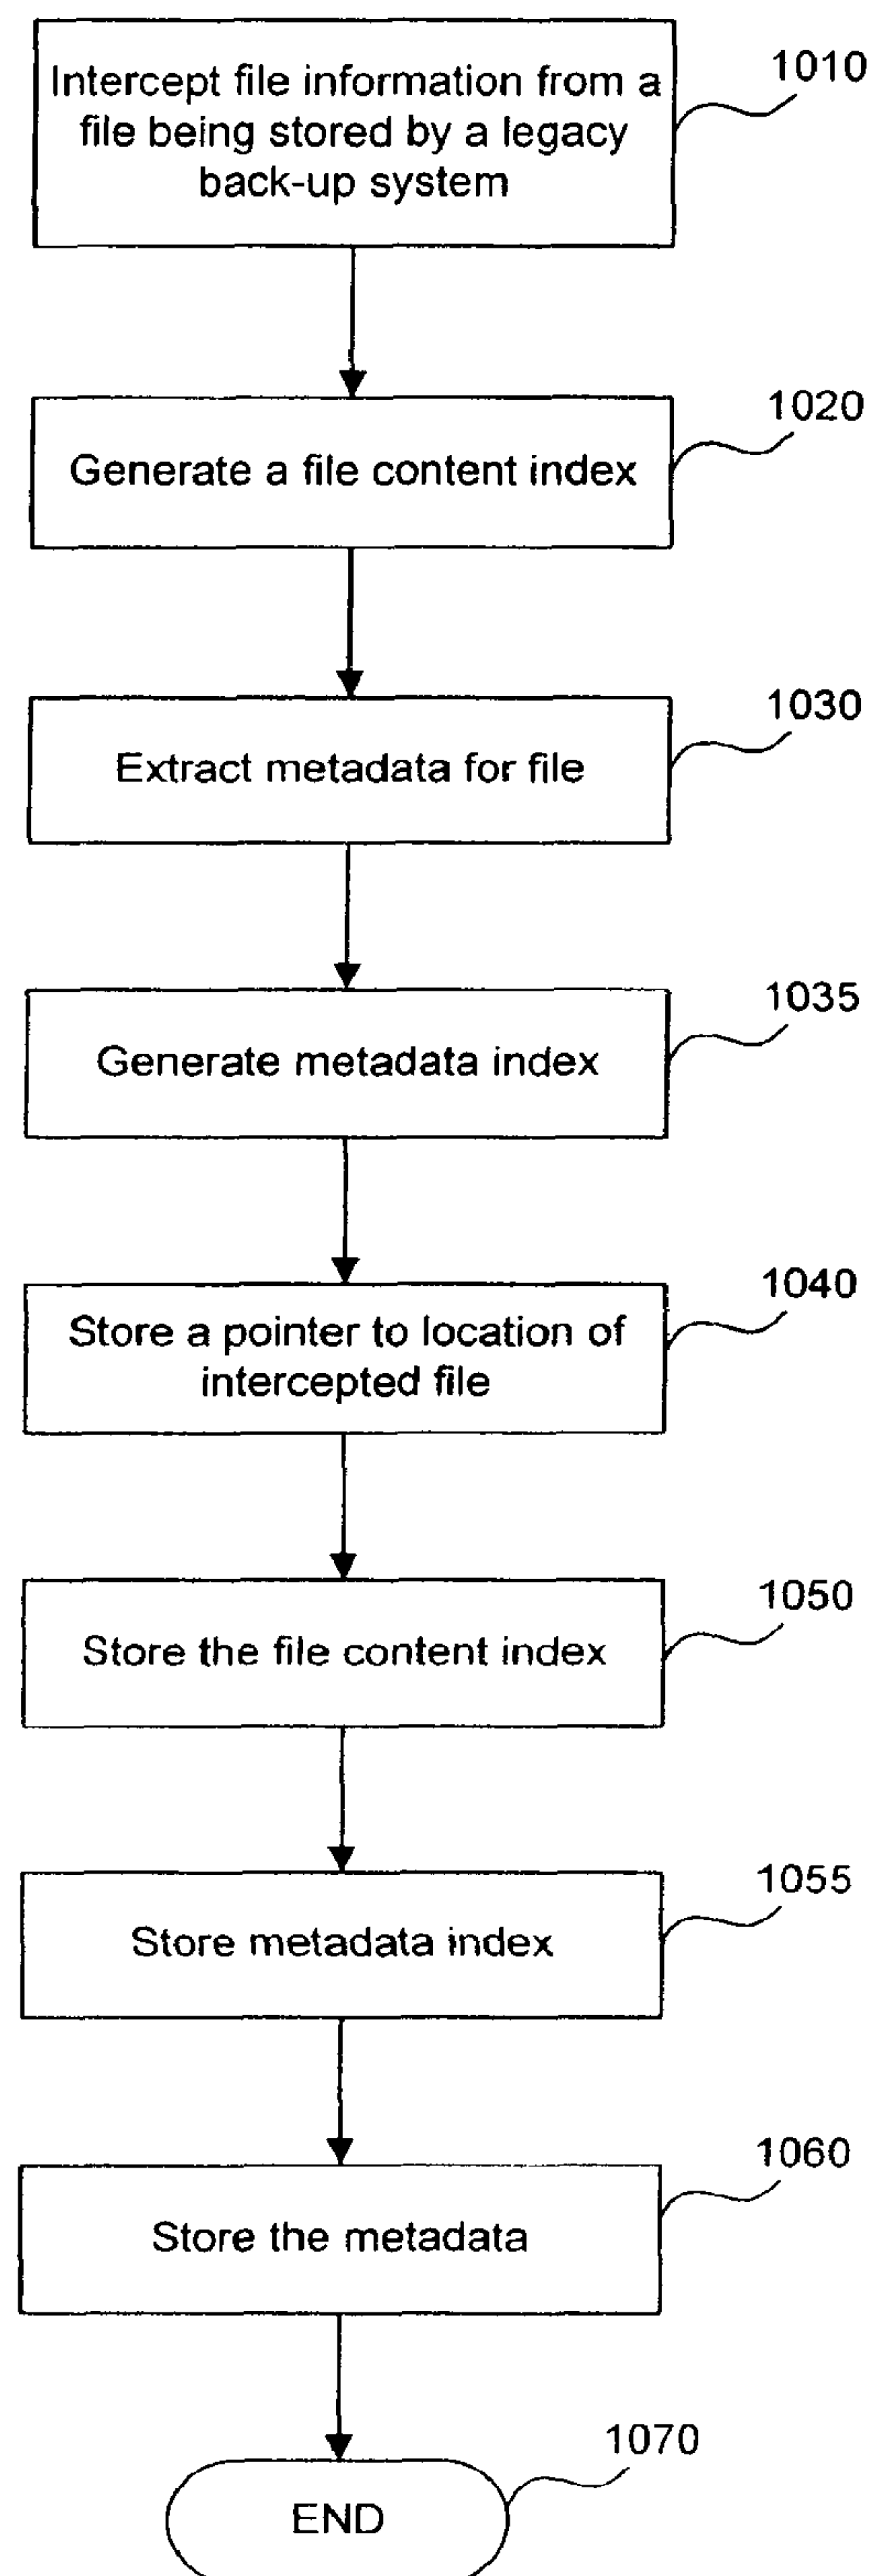 Intercept file information from a
file being stored by a legacy
back-up system
1010
Generate a file content index
1020
Extract metadata for file
1030
Generate metadata index
1035
Store a pointer to location of
intercepted file
1040
Store the file content index
1050
Store metadata index
1055
Store the metadata
1060
END
1070